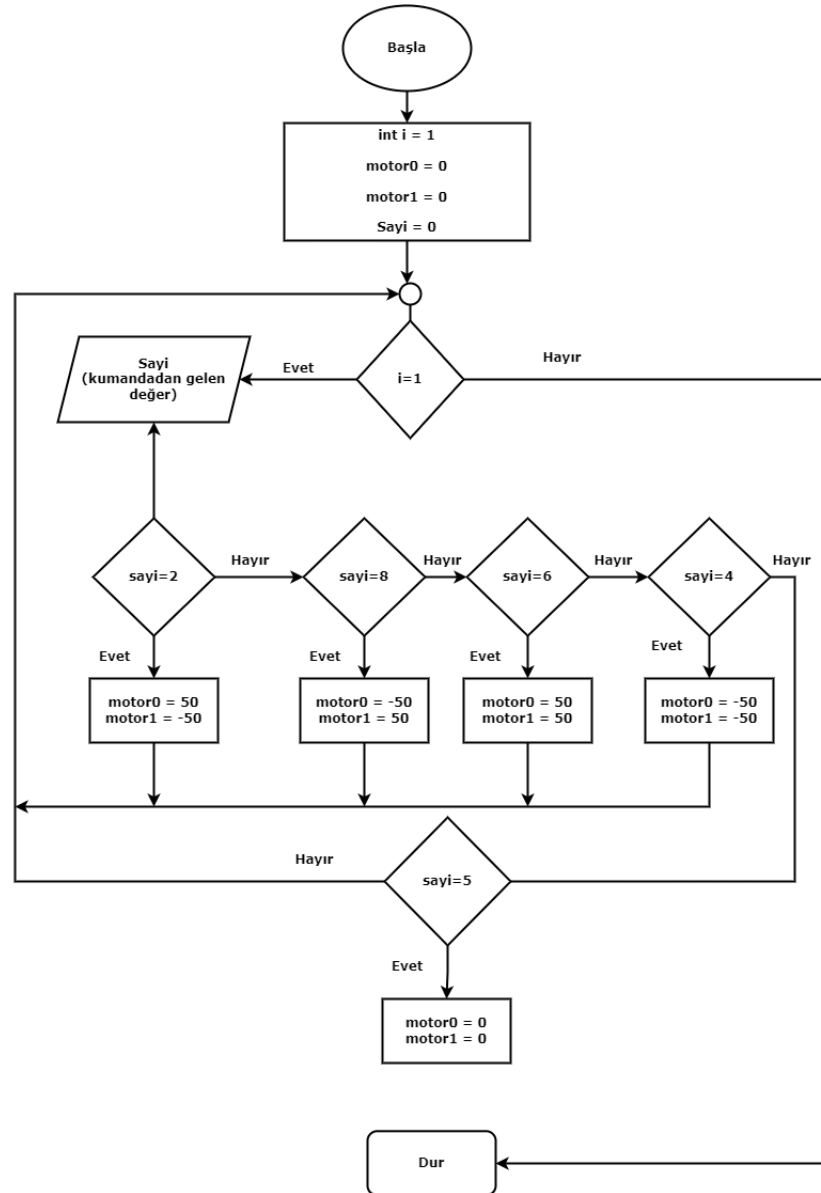 Başla
int i = 1
motor0 = 0
motor1 = 0
Sayi = 0
i=1
Evet
Hayır
Sayi
(kumandadan gelen
değer)
sayi=2
Hayır
sayi=8
Hayır
sayi=6
Hayır
sayi=4
Hayır
Evet
Evet
Evet
Evet
motor0 = 50
motor1 = -50
motor0 = -50
motor1 = 50
motor0 = 50
motor1 = 50
motor0 = -50
motor1 = -50
Hayır
sayi=5
Evet
motor0 = 0
motor1 = 0
Dur